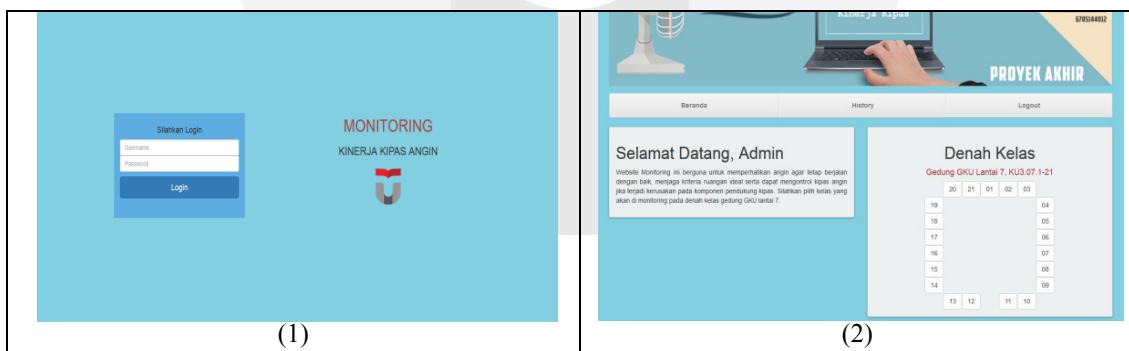 Silahkan Login
Username
Password
Login
MONITORING
KINERJA KIPAS ANGIN
(1)
Kinerja Kipas
6705144012
PROYEK AKHIR
Beranda
History
Logout
Selamat Datang, Admin
Website Monitoring ini berguna untuk memperhatikan angin agar tetap berjalan
dengan baik, menjaga kriteria ruangan ideal serta dapat mengontrol kipas angin
jika terjadi kerusakan pada komponen pendukung kipas. Silahkan pilih kelas yang
akan di monitoring pada denah kelas gedung GKU lantai 7.
Denah Kelas
Gedung GKU Lantai 7, KU3.07.1-21
20 21 01 02 03
19 04
18 05
17 06
16 07
15 08
14 09
13 12 11 10
(2)